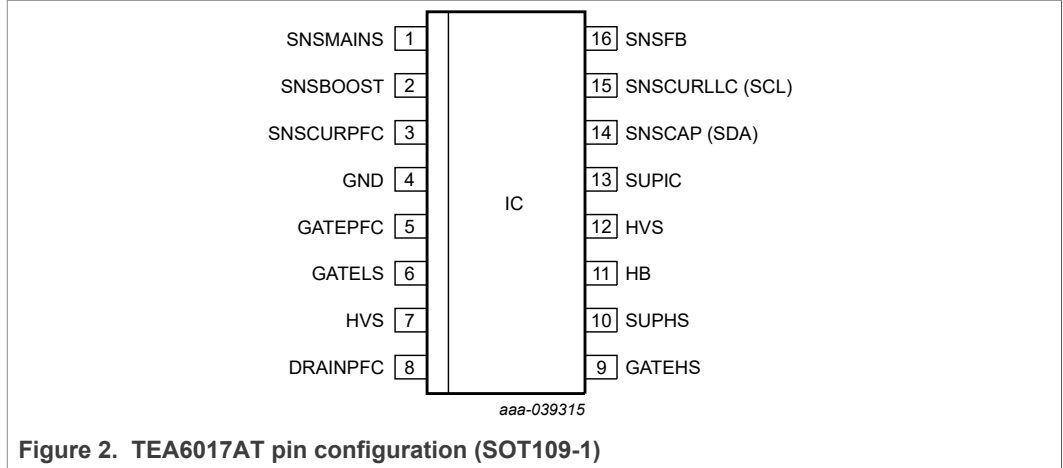 SNSMAINS 1 16 SNSFB
SNSBOOST 2 15 SNSCURLLC (SCL)
SNSCURPFC 3 14 SNSCAP (SDA)
GND 4 13 SUPIC
IC
GATEPFC 5 12 HVS
GATELS 6 11 HB
HVS 7 10 SUPHS
DRAINPFC 8 9 GATEHS
aaa-039315
Figure 2. TEA6017AT pin configuration (SOT109-1)